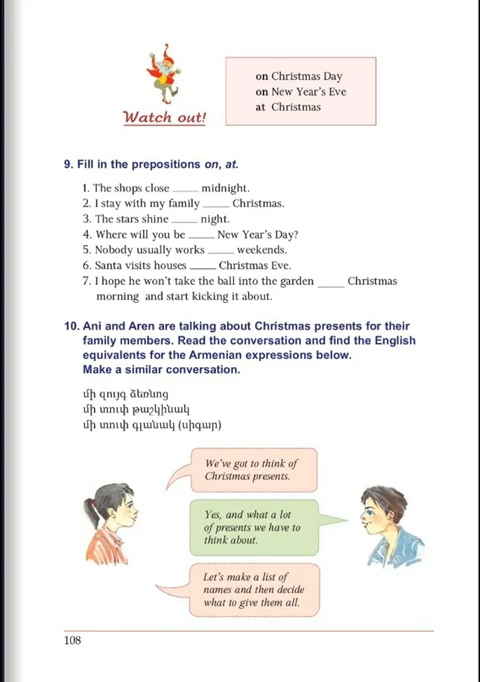 on Christmas Day
on New Year's Eve
at Christmas
Watch out!
9. Fill in the prepositions on, at.
1. The shops close _____ midnight.
2. I stay with my family _____ Christmas.
3. The stars shine _____ night.
4. Where will you be _____ New Year's Day?
5. Nobody usually works _____ weekends.
6. Santa visits houses _____ Christmas Eve.
7. I hope he won't take the ball into the garden _____ Christmas
morning and start kicking it about.
10. Ani and Aren are talking about Christmas presents for their
family members. Read the conversation and find the English
equivalents for the Armenian expressions below.
Make a similar conversation.
մի զույգ ձեռնոց
մի տուփ թաշկինակ
մի տուփ գլանակ (սիգար)
We've got to think of
Christmas presents.
Yes, and what a lot
of presents we have to
think about.
Let's make a list of
names and then decide
what to give them all.
108